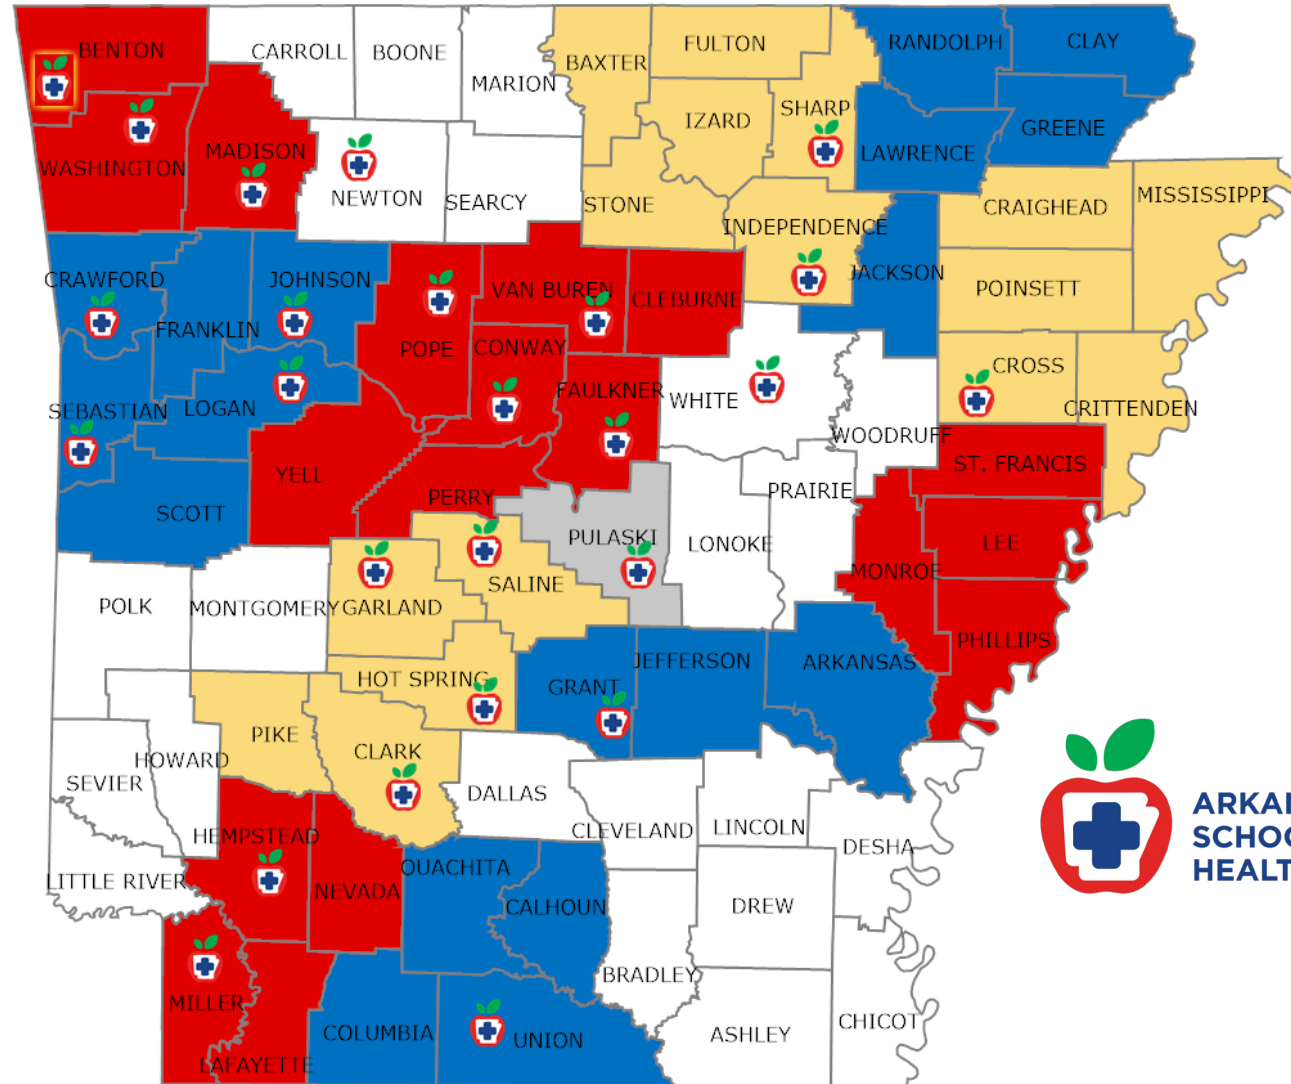 BENTON
CARROLL
BOONE
MARION
BAXTER
FULTON
RANDOLPH
CLAY
WASHINGTON
MADISON
NEWTON
SEARCY
STONE
IZARD
SHARP
LAWRENCE
GREENE
INDEPENDENCE
CRAIGHEAD
MISSISSIPPI
CRAWFORD
FRANKLIN
JOHNSON
POPE
VAN BUREN
CLEBURNE
JACKSON
POINSETT
SEBASTIAN
LOGAN
CONWAY
FAULKNER
WHITE
WOODRUFF
CROSS
CRITTENDEN
SCOTT
YELL
PERRY
PULASKI
LONOKE
PRAIRIE
ST. FRANCIS
LEE
MONROE
PHILLIPS
POLK
MONTGOMERY
GARLAND
SALINE
HOT SPRING
GRANT
JEFFERSON
ARKANSAS
SEVIER
HOWARD
PIKE
CLARK
DALLAS
CLEVELAND
LINCOLN
DESHA
LITTLE RIVER
HEMPSTEAD
NEVADA
OUACHITA
CALHOUN
BRADLEY
DREW
MILLER
LAFAYETTE
COLUMBIA
UNION
ASHLEY
CHICOT
ARKAN
SCHOO
HEALT